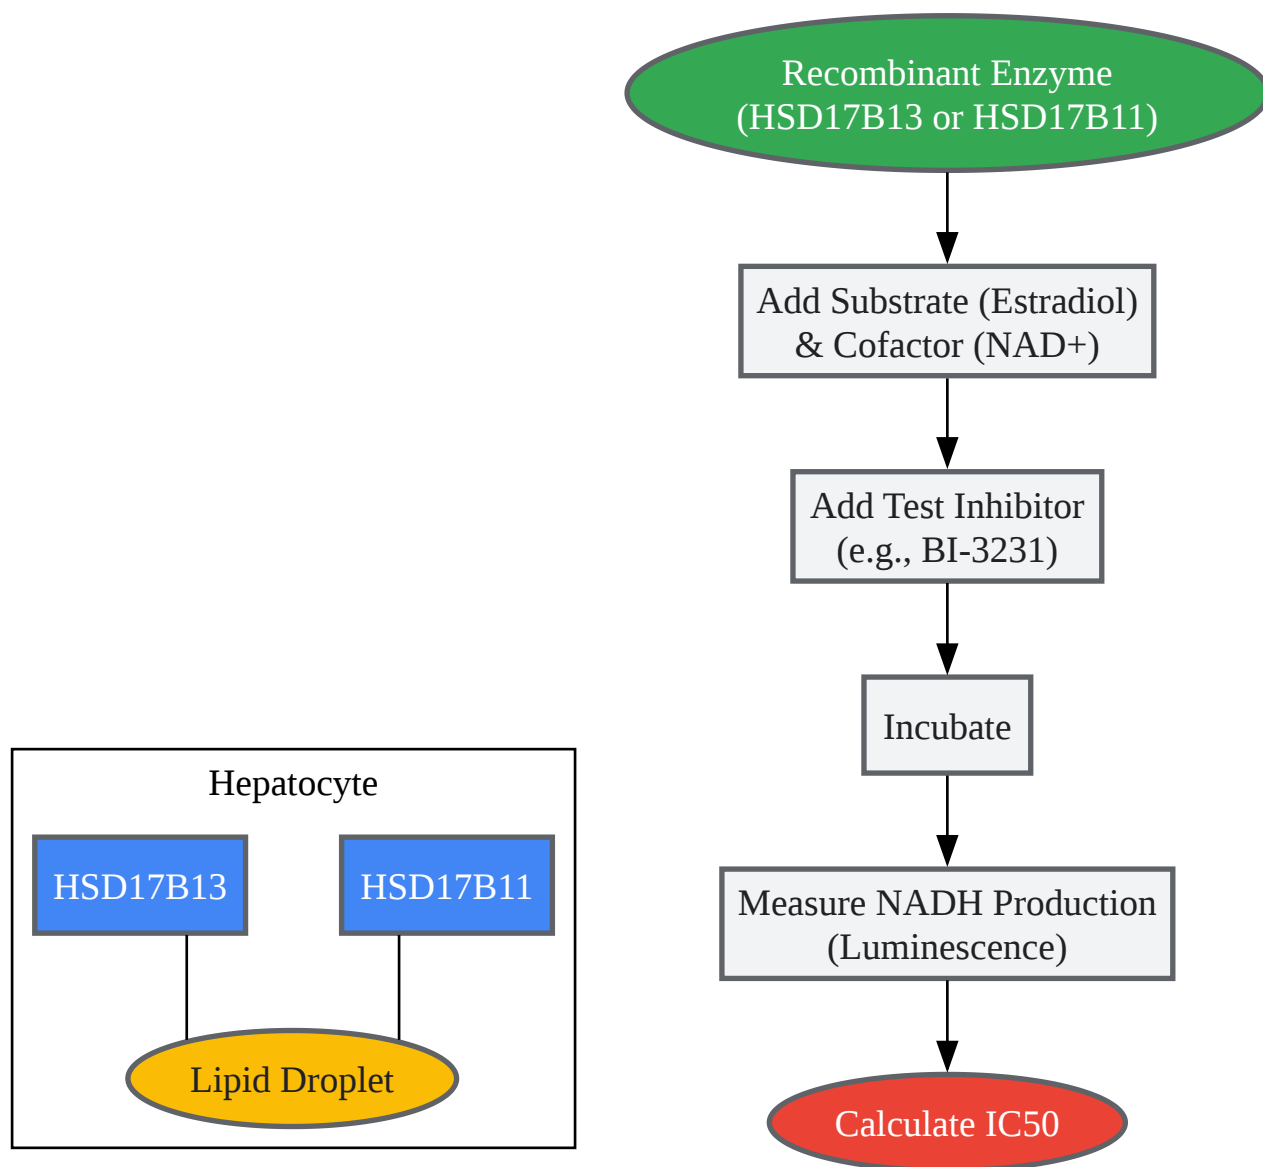 Recombinant Enzyme
(HSD17B13 or HSD17B11)
Add Substrate (Estradiol)
& Cofactor (NAD+)
Add Test Inhibitor
(e.g., BI-3231)
Incubate
Measure NADH Production
(Luminescence)
Calculate IC50
Hepatocyte
HSD17B13
HSD17B11
Lipid Droplet